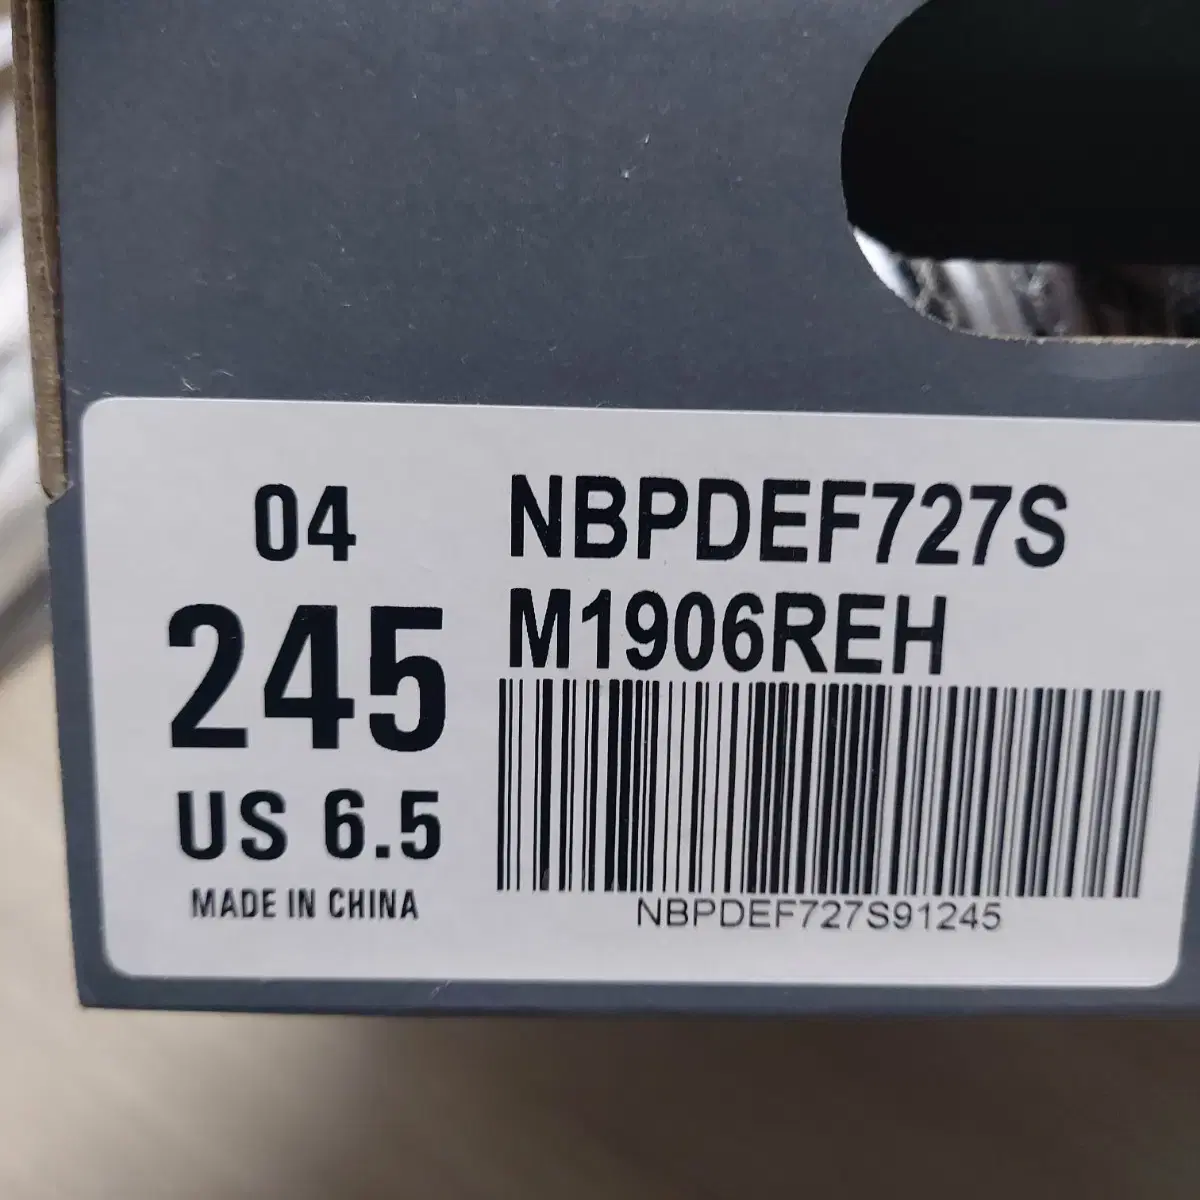 04
245
US 6.5
MADE IN CHINA
NBPDEF727S
M1906REH
NBPDEF727S91245